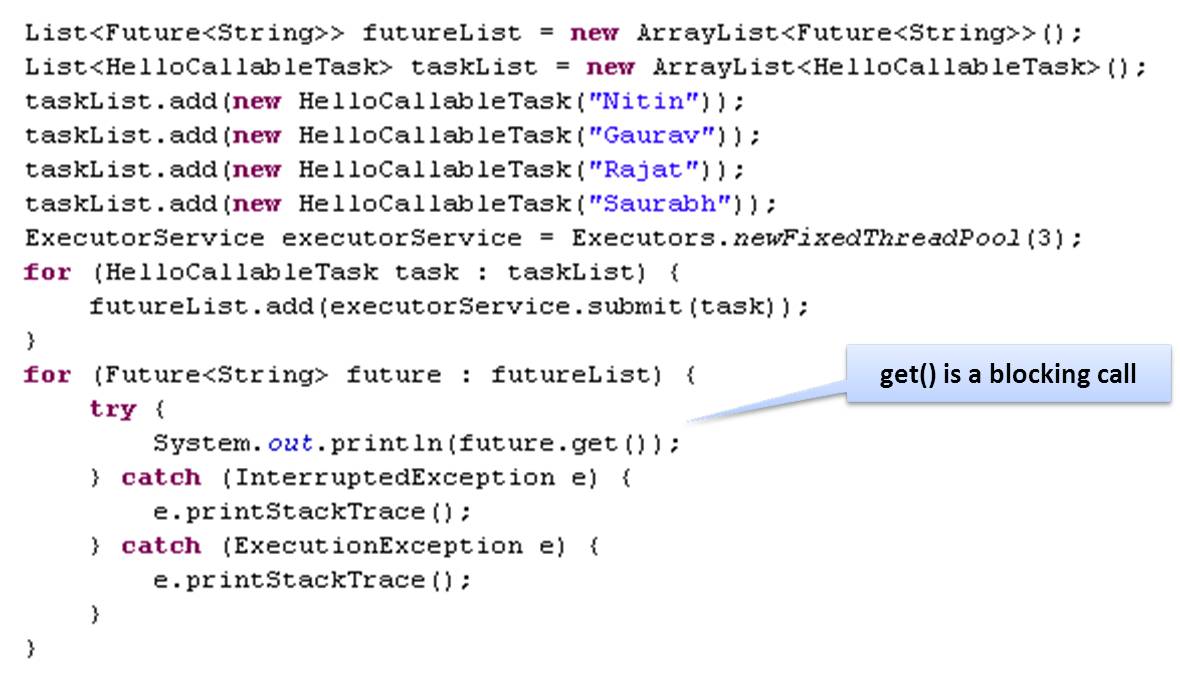 List<Future<String>> futureList = new ArrayList<Future<String>>();
List<HelloCallableTask> taskList = new ArrayList<HelloCallableTask>();
taskList.add(new HelloCallableTask("Nitin"));
taskList.add(new HelloCallableTask("Gaurav"));
taskList.add(new HelloCallableTask("Rajat"));
taskList.add(new HelloCallableTask("Saurabh"));
ExecutorService executorService = Executors.newFixedThreadPool(3);
for (HelloCallableTask task : taskList) {
    futureList.add(executorService.submit(task));
}
for (Future<String> future : futureList) {
get() is a blocking call
    try {
        System.out.println(future.get());
    } catch (InterruptedException e) {
        e.printStackTrace();
    } catch (ExecutionException e) {
        e.printStackTrace();
    }
}